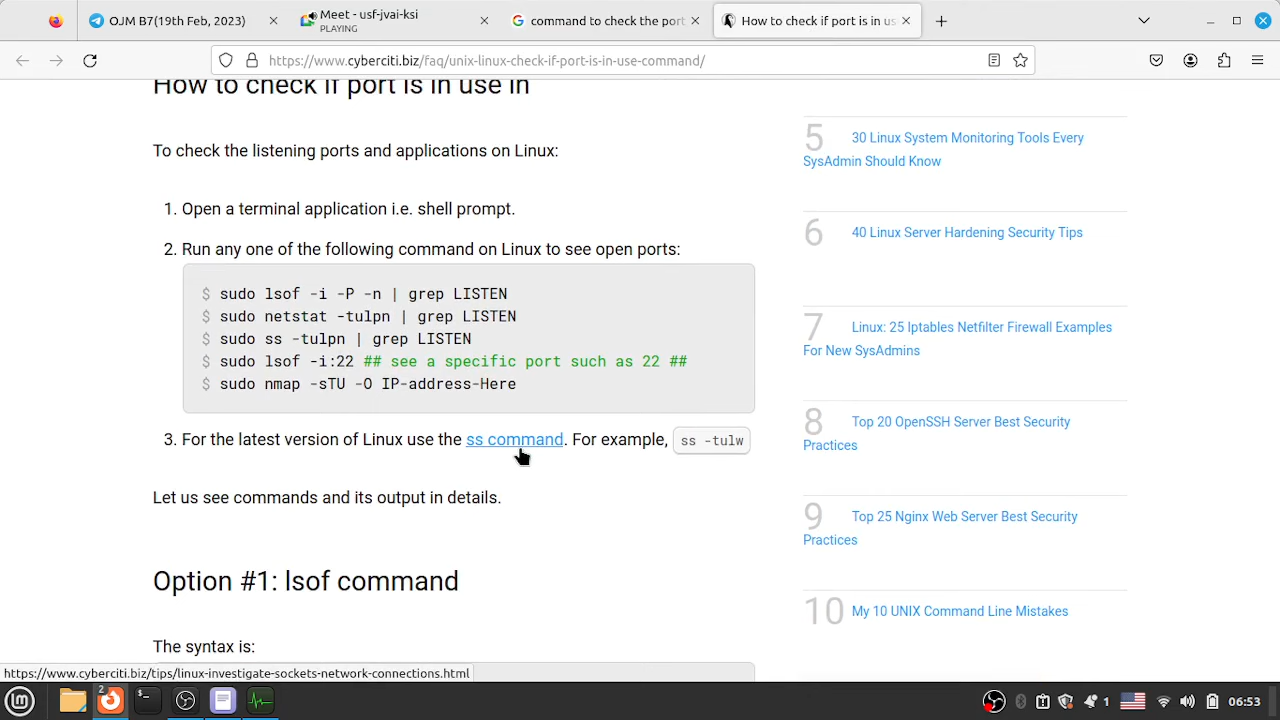 OJM B7(19th Feb, 2023)
Meet - usf-jvai-ksi
PLAYING
command to check the port
How to check if port is in us
https://www.cyberciti.biz/faq/unix-linux-check-if-port-is-in-use-command/
How to check if port is in use in
To check the listening ports and applications on Linux:
1. Open a terminal application i.e. shell prompt.
2. Run any one of the following command on Linux to see open ports:
$ sudo lsof -i -P -n | grep LISTEN
$ sudo netstat -tulpn | grep LISTEN
$ sudo ss -tulpn | grep LISTEN
$ sudo lsof -i:22 ## see a specific port such as 22 ##
$ sudo nmap -sTU -O IP-address-Here
3. For the latest version of Linux use the ss command. For example, ss -tulw
Let us see commands and its output in details.
Option #1: lsof command
The syntax is:
5 30 Linux System Monitoring Tools Every
SysAdmin Should Know
6 40 Linux Server Hardening Security Tips
7 Linux: 25 Iptables Netfilter Firewall Examples
For New SysAdmins
8 Top 20 OpenSSH Server Best Security
Practices
9 Top 25 Nginx Web Server Best Security
Practices
10 My 10 UNIX Command Line Mistakes
https://www.cyberciti.biz/tips/linux-investigate-sockets-network-connections.html
2
1
06:53